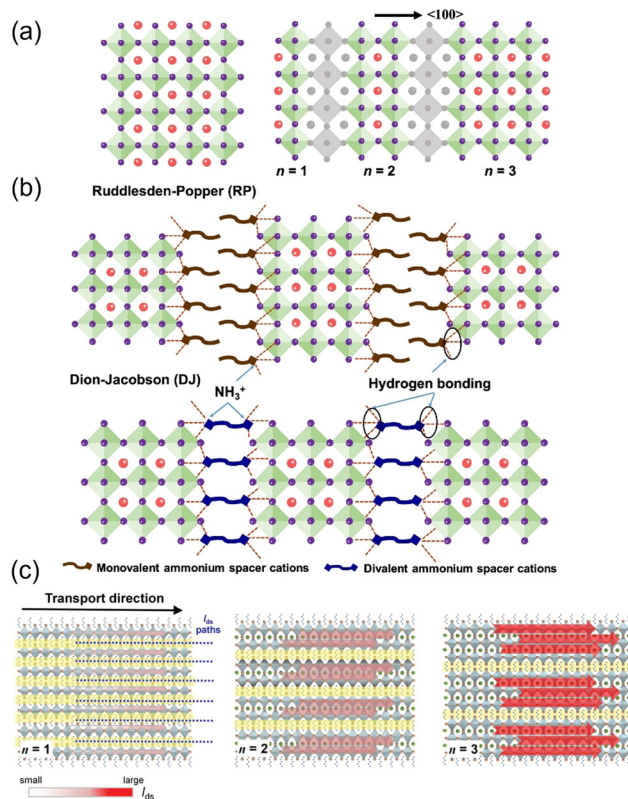 (a)
<100>
n = 1
n = 2
n = 3
(b)
Ruddlesden-Popper (RP)
Dion-Jacobson (DJ)
NH₃⁺
Hydrogen bonding
Monovalent ammonium spacer cations
Divalent ammonium spacer cations
(c)
Transport direction
Ids
paths
n = 1
n = 2
n = 3
small
large
Ids